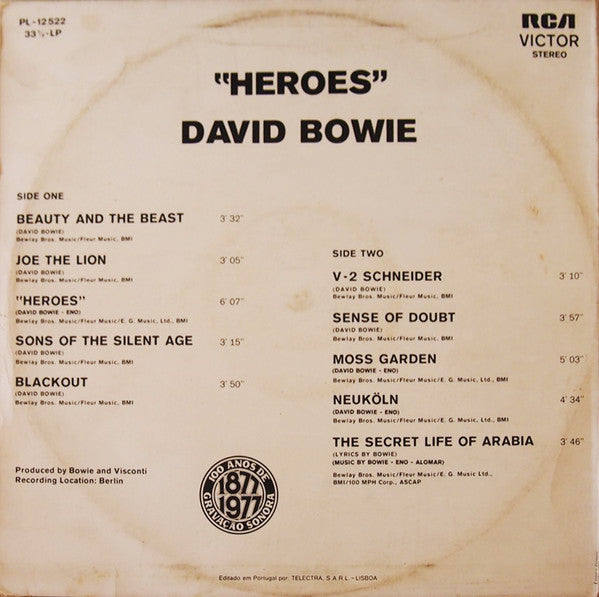 PL-12522
33⅓-LP
RCA
VICTOR
STEREO
"HEROES"
DAVID BOWIE
SIDE ONE
BEAUTY AND THE BEAST 3' 32"
(DAVID BOWIE)
Bewlay Bros. Music/Fleur Music, BMI
JOE THE LION 3' 05"
(DAVID BOWIE)
Bewlay Bros. Music/Fleur Music, BMI
"HEROES" 6' 07"
(DAVID BOWIE - ENO)
Bewlay Bros. Music/Fleur Music/E. G. Music, Ltd., BMI
SONS OF THE SILENT AGE 3' 15"
(DAVID BOWIE)
Bewlay Bros. Music/Fleur Music, BMI
BLACKOUT 3' 50"
(DAVID BOWIE)
Bewlay Bros. Music/Fleur Music, BMI
SIDE TWO
V-2 SCHNEIDER 3' 10"
(DAVID BOWIE)
Bewlay Bros. Music/Fleur Music, BMI
SENSE OF DOUBT 3' 57"
(DAVID BOWIE)
Bewlay Bros. Music/Fleur Music, BMI
MOSS GARDEN 5' 03"
(DAVID BOWIE - ENO)
Bewlay Bros. Music/Fleur Music/E. G. Music, Ltd., BMI
NEUKÖLN 4' 34"
(DAVID BOWIE - ENO)
Bewlay Bros. Music/Fleur Music/E. G. Music, Ltd., BMI
THE SECRET LIFE OF ARABIA 3' 46"
(LYRICS BY BOWIE)
(MUSIC BY BOWIE - ENO - ALOMAR)
Bewlay Bros. Music/Fleur Music/E. G. Music Ltd.,
BMI/100 MPH Corp., ASCAP
Produced by Bowie and Visconti
Recording Location: Berlin
100 ANOS DE
1877
1977
GRAVAÇÃO SONORA
Editado em Portugal por: TELECTRA, S.A.R.L. - LISBOA